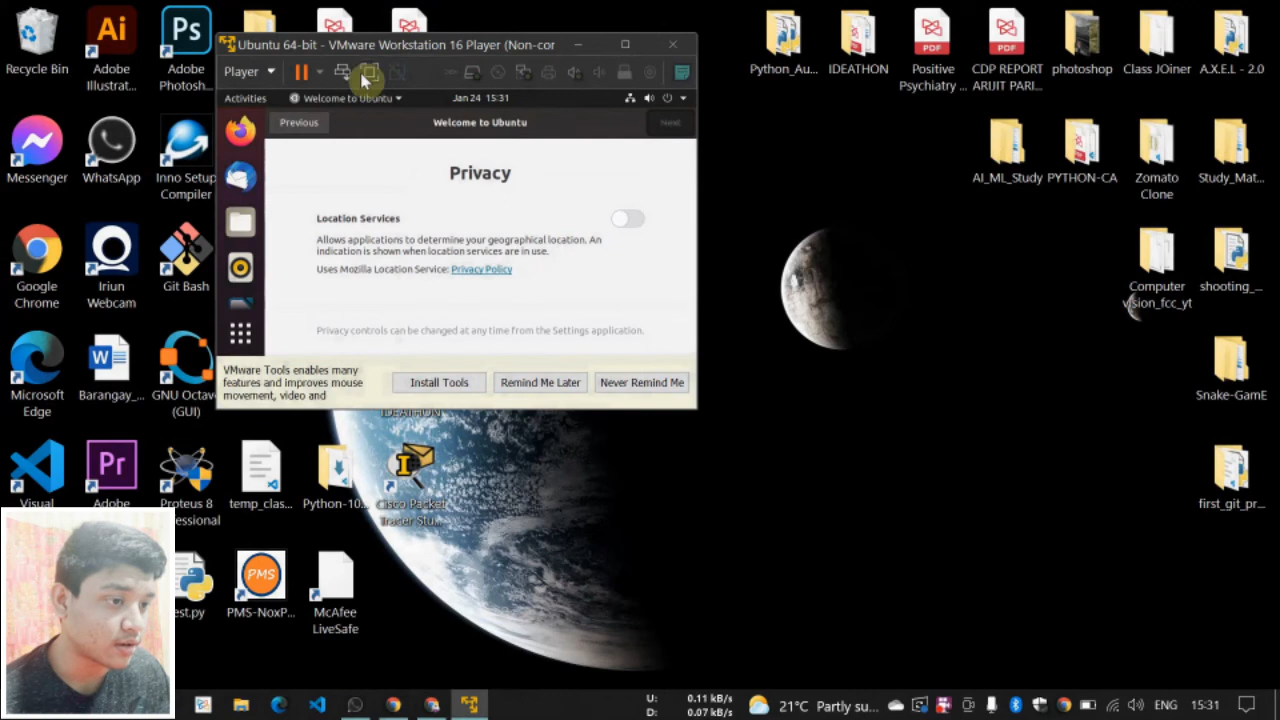 Recycle Bin
Adobe
Illustrat...
Adobe
Photosh...
Messenger
WhatsApp
Inno Setup
Compiler
Google
Chrome
Iriun
Webcam
Git Bash
Microsoft
Edge
Barangay_...
GNU Octave
(GUI)
Visual
Adobe
Proteus 8
Professional
temp_clas...
Python-10...
Cisco Packet
Tracer Stu...
IDEATHON
est.py
PMS-NoxP...
McAfee
LiveSafe
Ubuntu 64-bit - VMware Workstation 16 Player (Non-cor
Player
Activities
Welcome to Ubuntu
Jan 24 15:31
Previous
Welcome to Ubuntu
Next
Privacy
Location Services
Allows applications to determine your geographical location. An
indication is shown when location services are in use.
Uses Mozilla Location Service: Privacy Policy
Privacy controls can be changed at any time from the Settings application.
VMware Tools enables many
features and improves mouse
movement, video and
Install Tools
Remind Me Later
Never Remind Me
Python_Au...
IDEATHON
PDF
Positive
Psychiatry ...
PDF
CDP REPORT
ARIJIT PARI...
photoshop
Class JOiner
A.X.E.L - 2.0
AI_ML_Study
PYTHON-CA
Zomato
Clone
Study_Mat...
Computer
vision_fcc_yt
shooting_...
Snake-GamE
first_git_pr...
U:
D:
0.11 kB/s
0.07 kB/s
21°C Partly su...
ENG
15:31